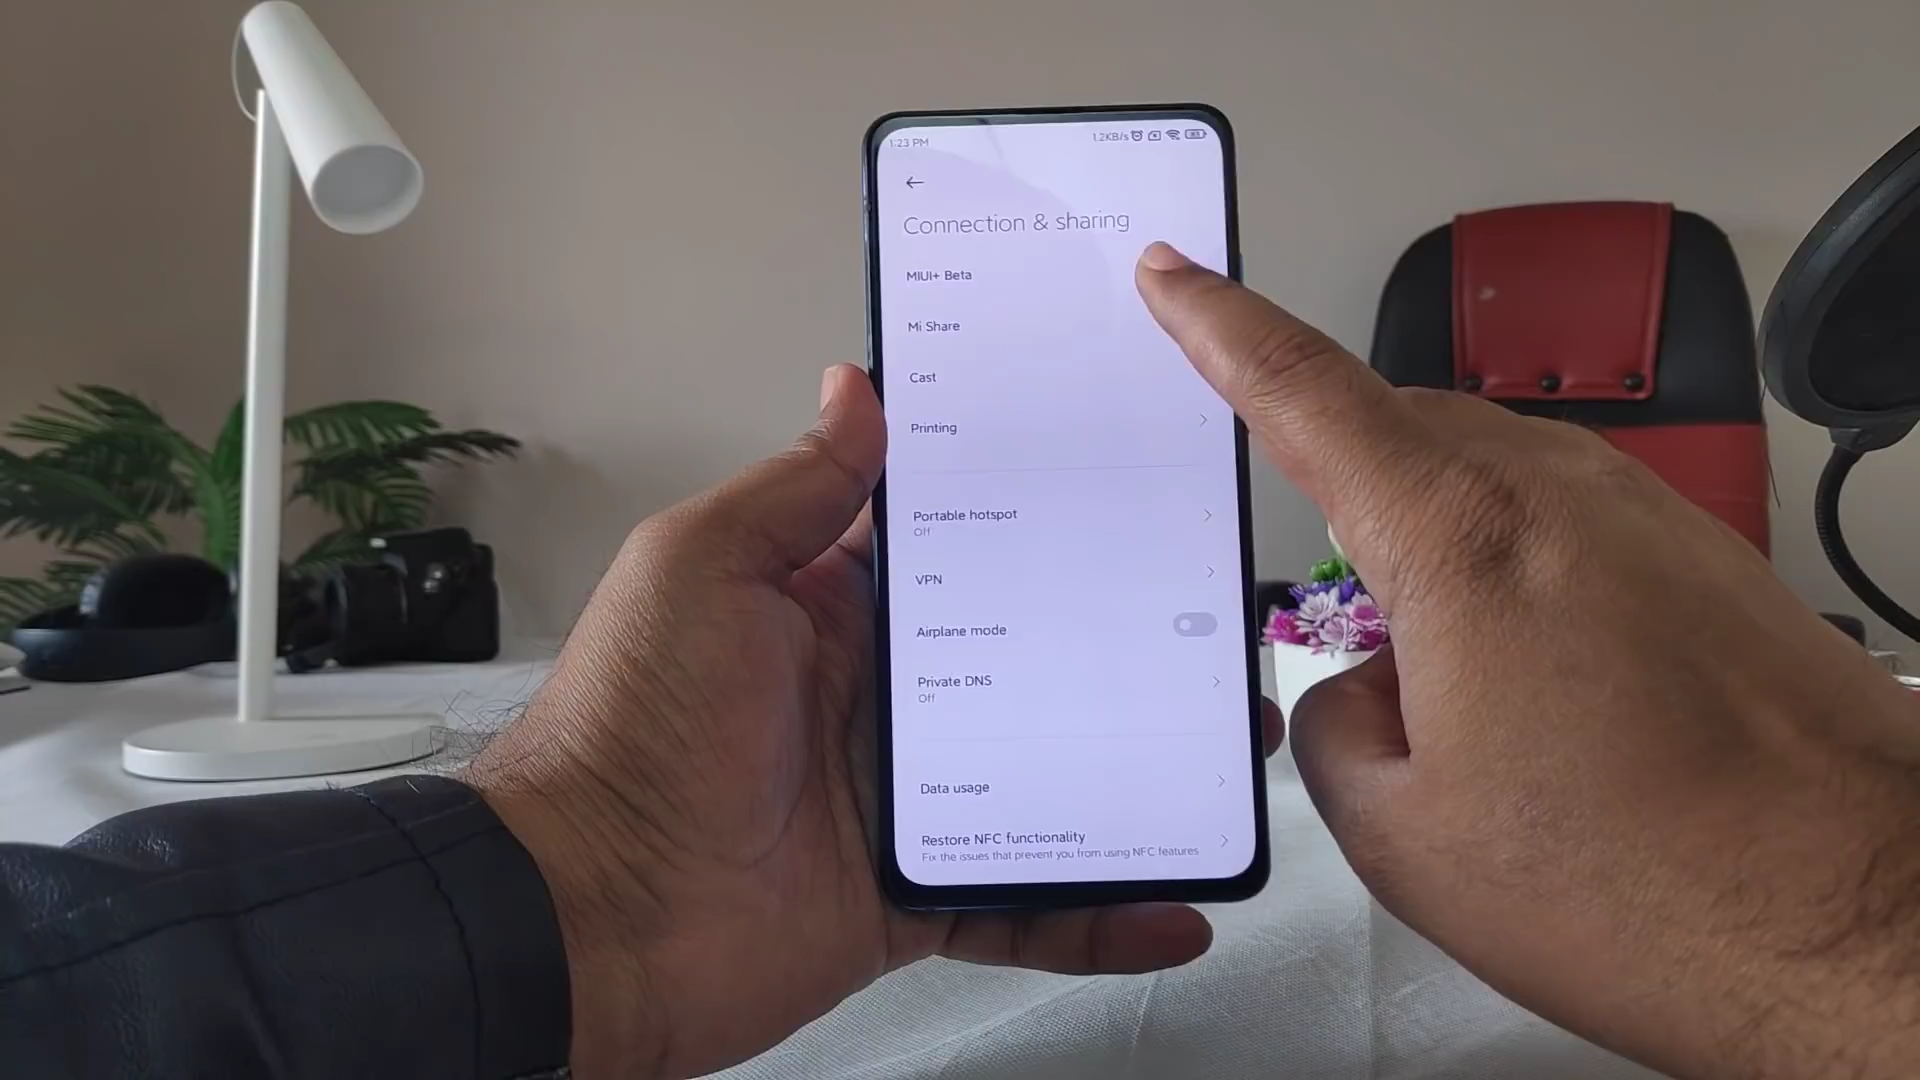 1:23 PM
1.2KB/s
Connection & sharing
MIUI+ Beta
Mi Share
Cast
Printing
Portable hotspot
Off
VPN
Airplane mode
Private DNS
Off
Data usage
Restore NFC functionality
Fix the issues that prevent you from using NFC features